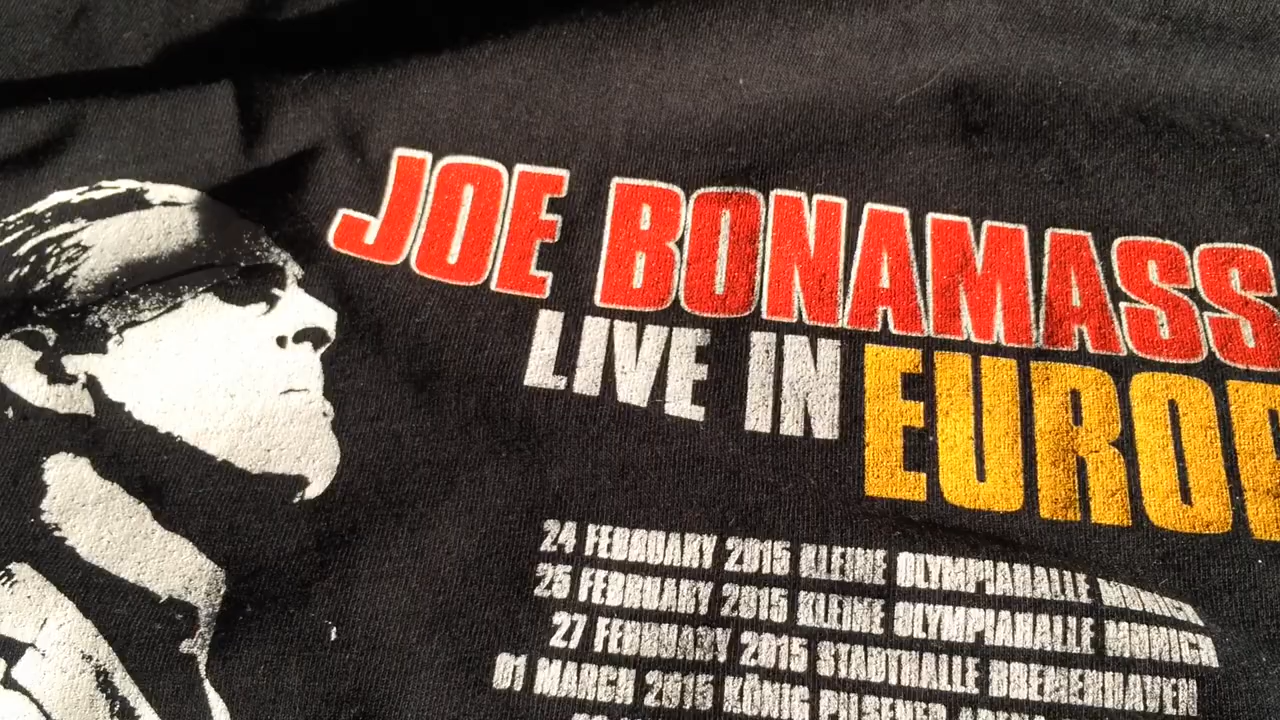 JOE BONAMASS
LIVE IN EUROP
24 FEBRUARY 2015 KLEINE OLYMPIAHALLE MUNICH
25 FEBRUARY 2015 KLEINE OLYMPIAHALLE MUNICH
27 FEBRUARY 2015 STADTHALLE BREMERHAVEN
01 MARCH 2015 KÖNIG PILSENER